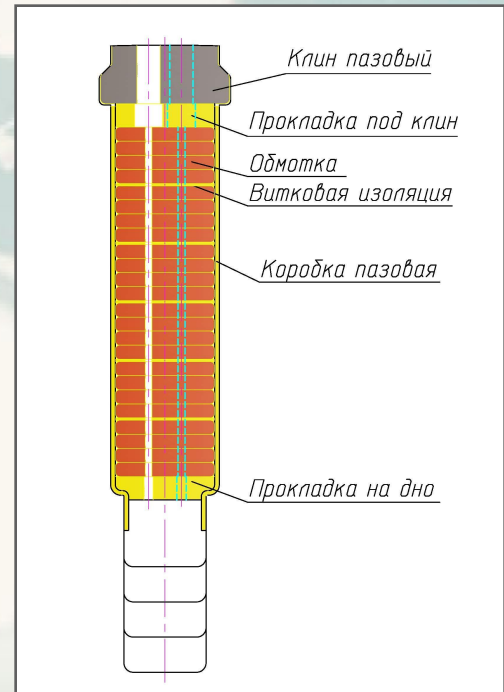 Клин пазовый
Прокладка под клин
Обмотка
Витковая изоляция
Коробка пазовая
Прокладка на дно